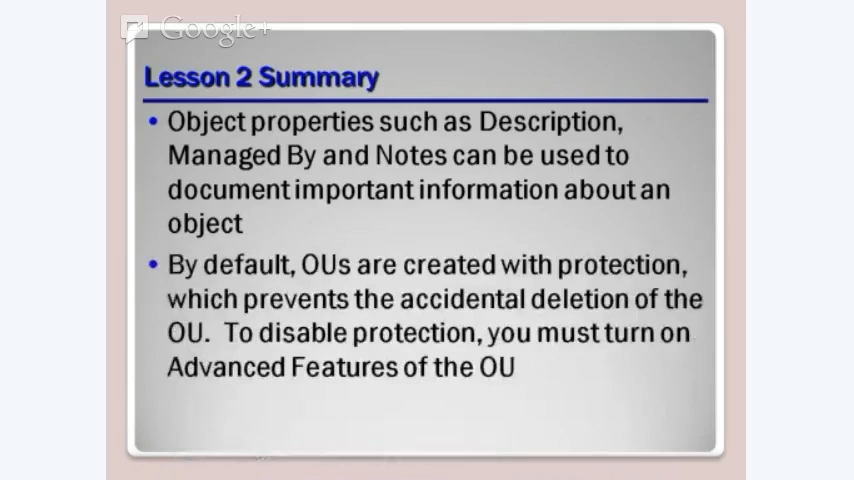 Google+
Lesson 2 Summary
• Object properties such as Description,
Managed By and Notes can be used to
document important information about an
object
• By default, OUs are created with protection,
which prevents the accidental deletion of the
OU. To disable protection, you must turn on
Advanced Features of the OU